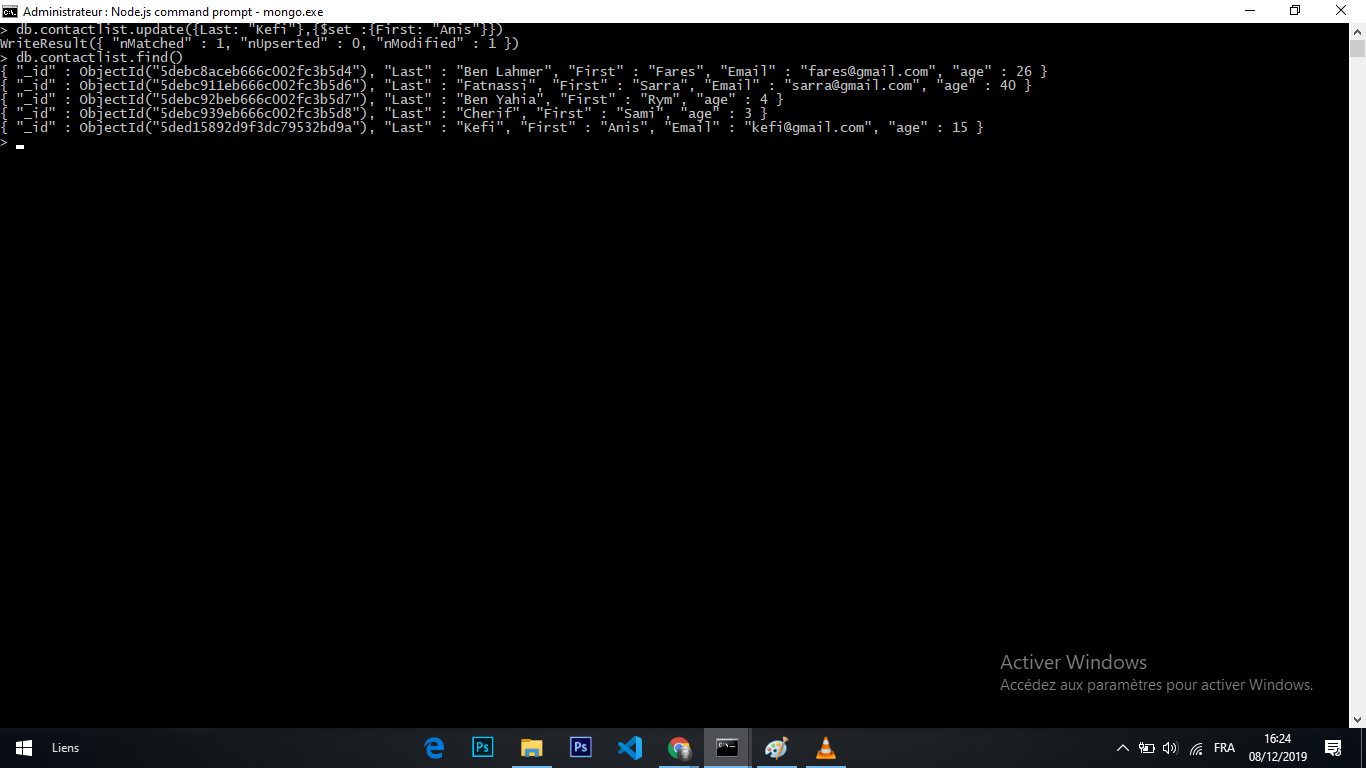 Administrateur : Node.js command prompt - mongo.exe
> db.contactlist.update({Last: "Kefi"},{$set :{First: "Anis"}})
WriteResult({ "nMatched" : 1, "nUpserted" : 0, "nModified" : 1 })
> db.contactlist.find()
{ "_id" : ObjectId("5debc8aceb666c002fc3b5d4"), "Last" : "Ben Lahmer", "First" : "Fares", "Email" : "fares@gmail.com", "age" : 26 }
{ "_id" : ObjectId("5debc911eb666c002fc3b5d6"), "Last" : "Fatnassi", "First" : "Sarra", "Email" : "sarra@gmail.com", "age" : 40 }
{ "_id" : ObjectId("5debc92beb666c002fc3b5d7"), "Last" : "Ben Yahia", "First" : "Rym", "age" : 4 }
{ "_id" : ObjectId("5debc939eb666c002fc3b5d8"), "Last" : "Cherif", "First" : "Sami", "age" : 3 }
{ "_id" : ObjectId("5ded15892d9f3dc79532bd9a"), "Last" : "Kefi", "First" : "Anis", "Email" : "kefi@gmail.com", "age" : 15 }
>
Activer Windows
Accédez aux paramètres pour activer Windows.
Liens
Ps
Ps
FRA
16:24
08/12/2019